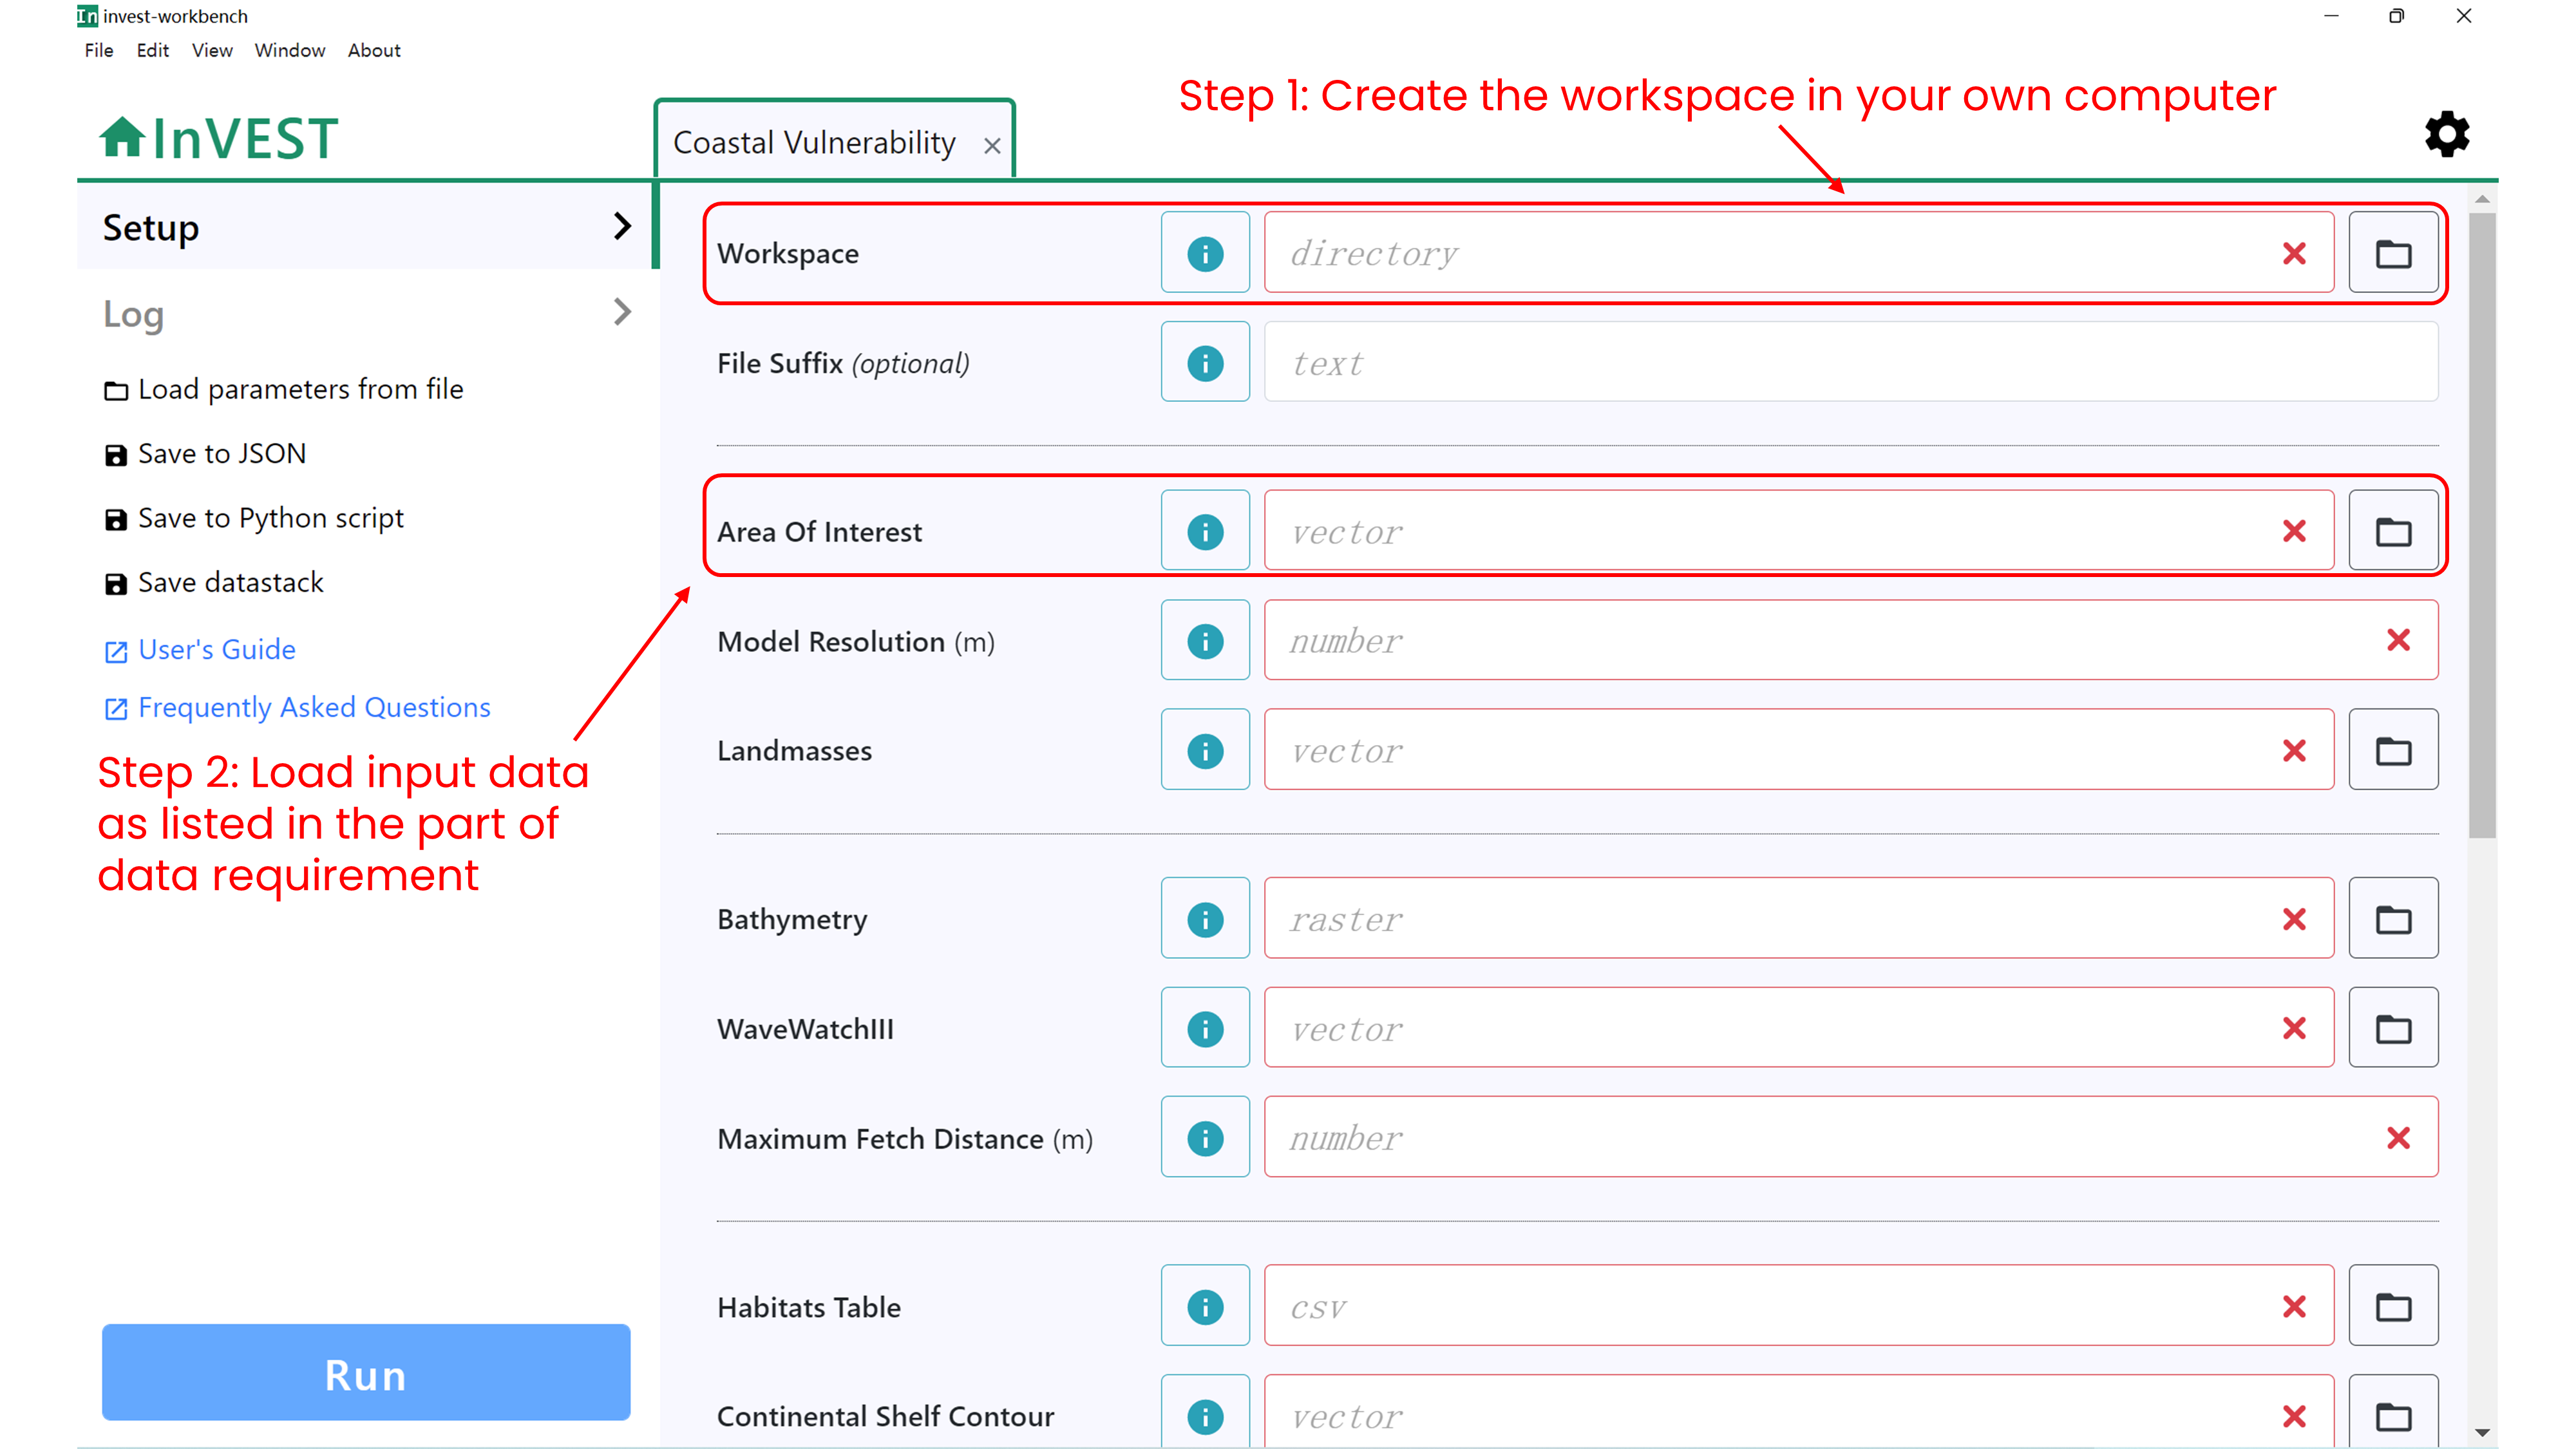 In invest-workbench
File Edit View Window About
Step 1: Create the workspace in your own computer
InVEST
Coastal Vulnerability
Setup
Log
Load parameters from file
Save to JSON
Save to Python script
Save datastack
User's Guide
Frequently Asked Questions
Step 2: Load input data
as listed in the part of
data requirement
Run
Workspace i directory
File Suffix (optional) i text
Area Of Interest i vector
Model Resolution (m) i number
Landmasses i vector
Bathymetry i raster
WaveWatchIII i vector
Maximum Fetch Distance (m) i number
Habitats Table i csv
Continental Shelf Contour i vector